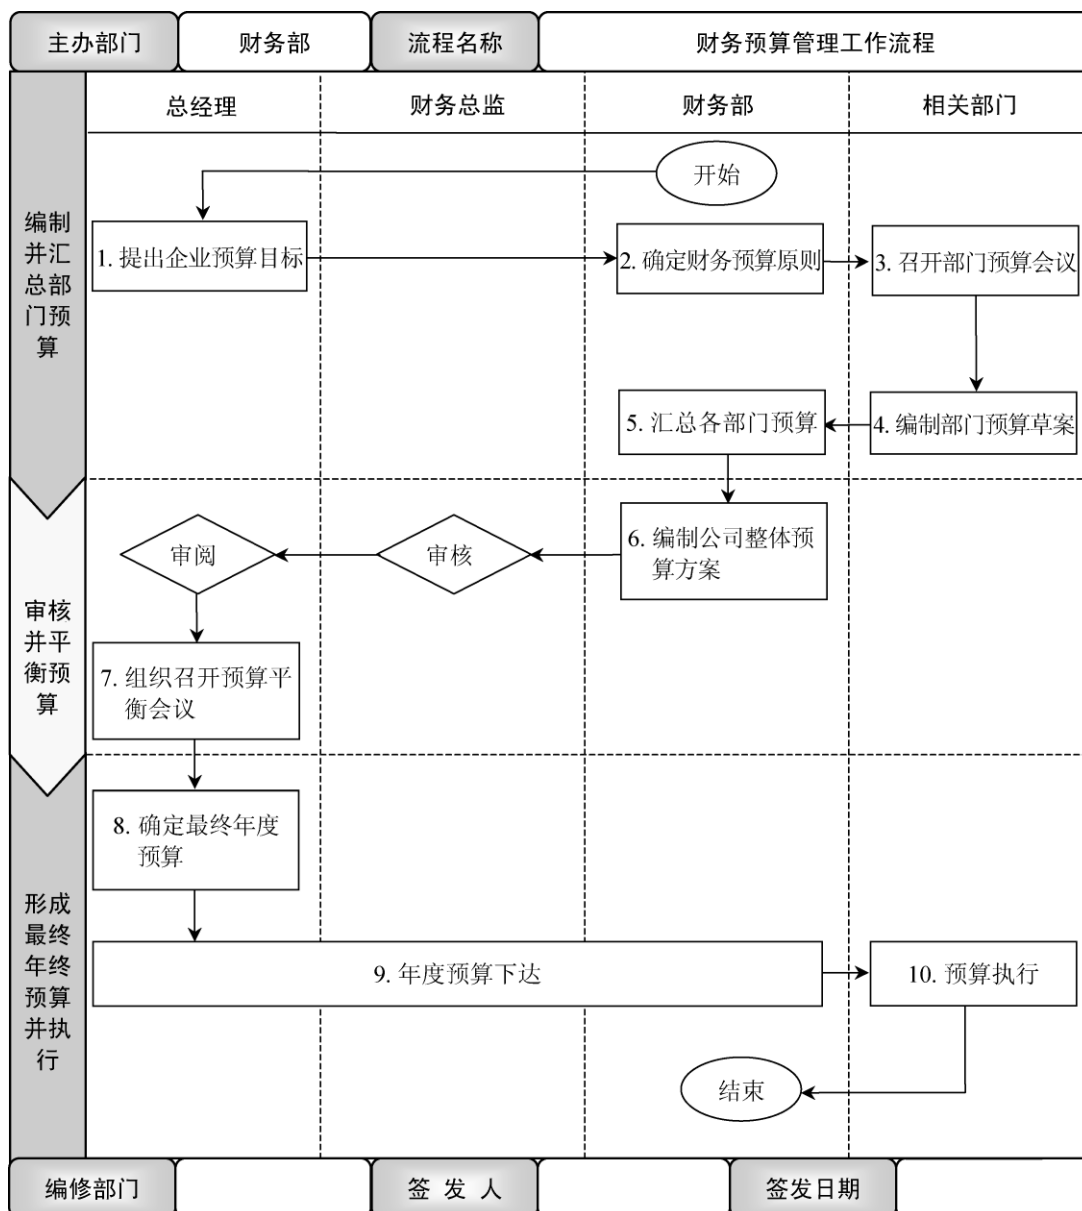 主办部门 财务部 流程名称 财务预算管理工作流程
总经理 财务总监 财务部 相关部门
编制
并汇
总部
门预
算
开始
1. 提出企业预算目标
2. 确定财务预算原则
3. 召开部门预算会议
4. 编制部门预算草案
5. 汇总各部门预算
审核
并平
衡预
算
6. 编制公司整体预
算方案
审核
审阅
7. 组织召开预算平
衡会议
形成
最终
年终
预算
并执
行
8. 确定最终年度
预算
9. 年度预算下达
10. 预算执行
结束
编修部门 签 发 人 签发日期